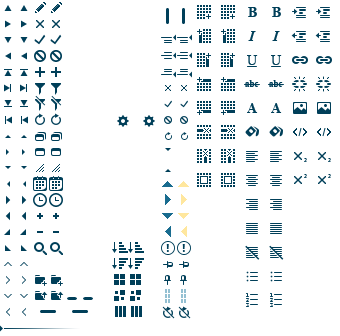 B B
I I
U U
abc abc
A A
</> </>
X₂ X₂
X² X²